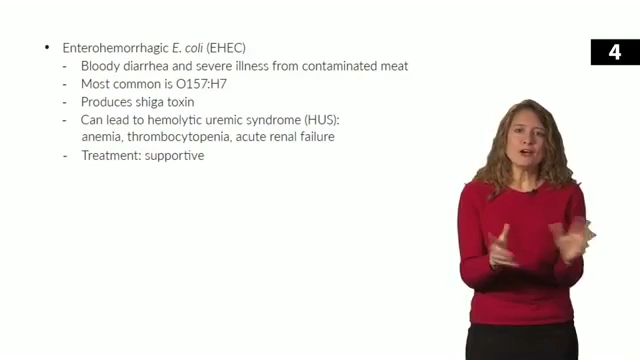 • Enterohemorrhagic E. coli (EHEC)
- Bloody diarrhea and severe illness from contaminated meat
- Most common is O157:H7
- Produces shiga toxin
- Can lead to hemolytic uremic syndrome (HUS):
anemia, thrombocytopenia, acute renal failure
- Treatment: supportive
4